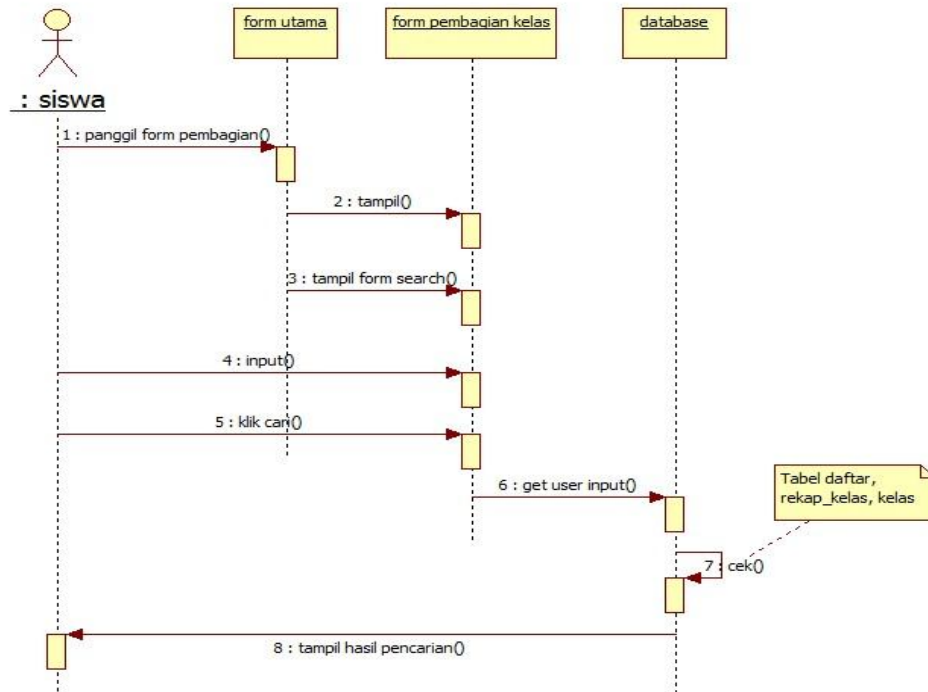 form utama
form pembagian kelas
database
: siswa
1 : panggil form pembagian()
2 : tampil()
3 : tampil form search()
4 : input()
5 : klik cari()
6 : get user input()
Tabel daftar,
rekap_kelas, kelas
7 : cek()
8 : tampil hasil pencarian()